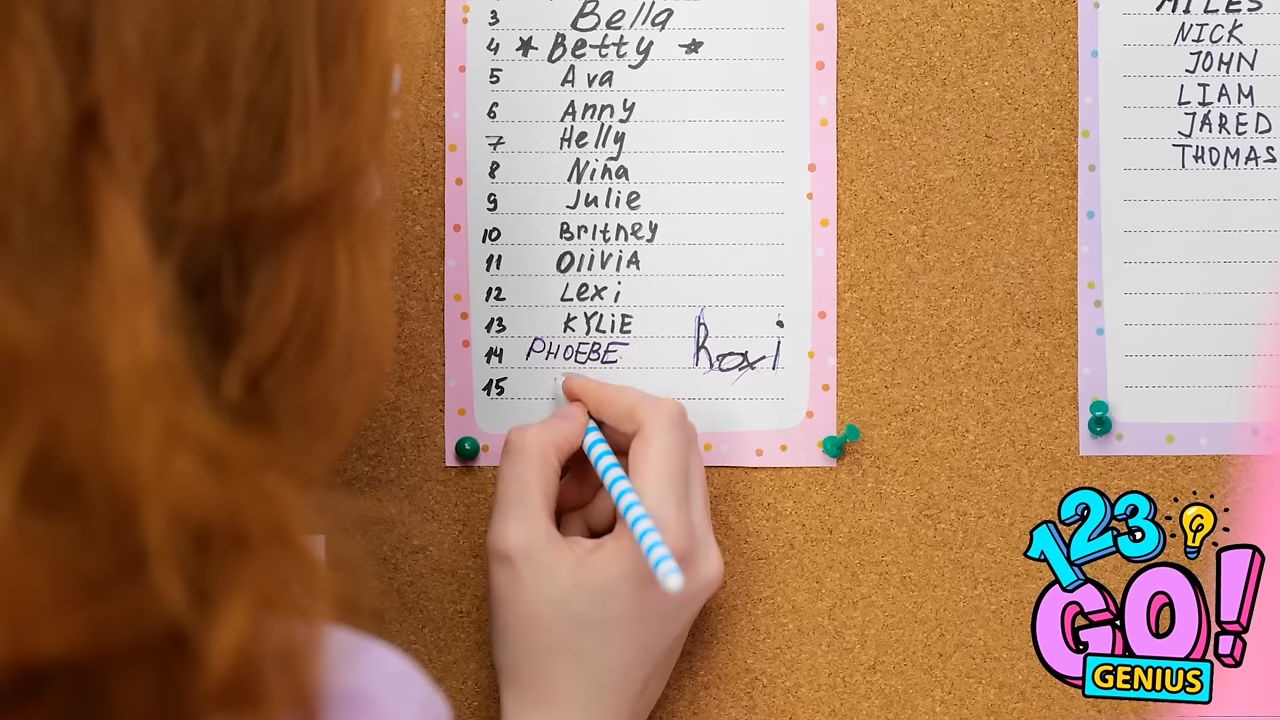 3 Bella
4 * Betty *
5 Ava
6 Anny
7 Helly
8 Nina
9 Julie
10 Britney
11 OLIVIA
12 Lexi
13 KYLIE
14 PHOEBE
Roxi
15
MILES
NICK
JOHN
LIAM
JARED
THOMAS
123
GO!
GENIUS